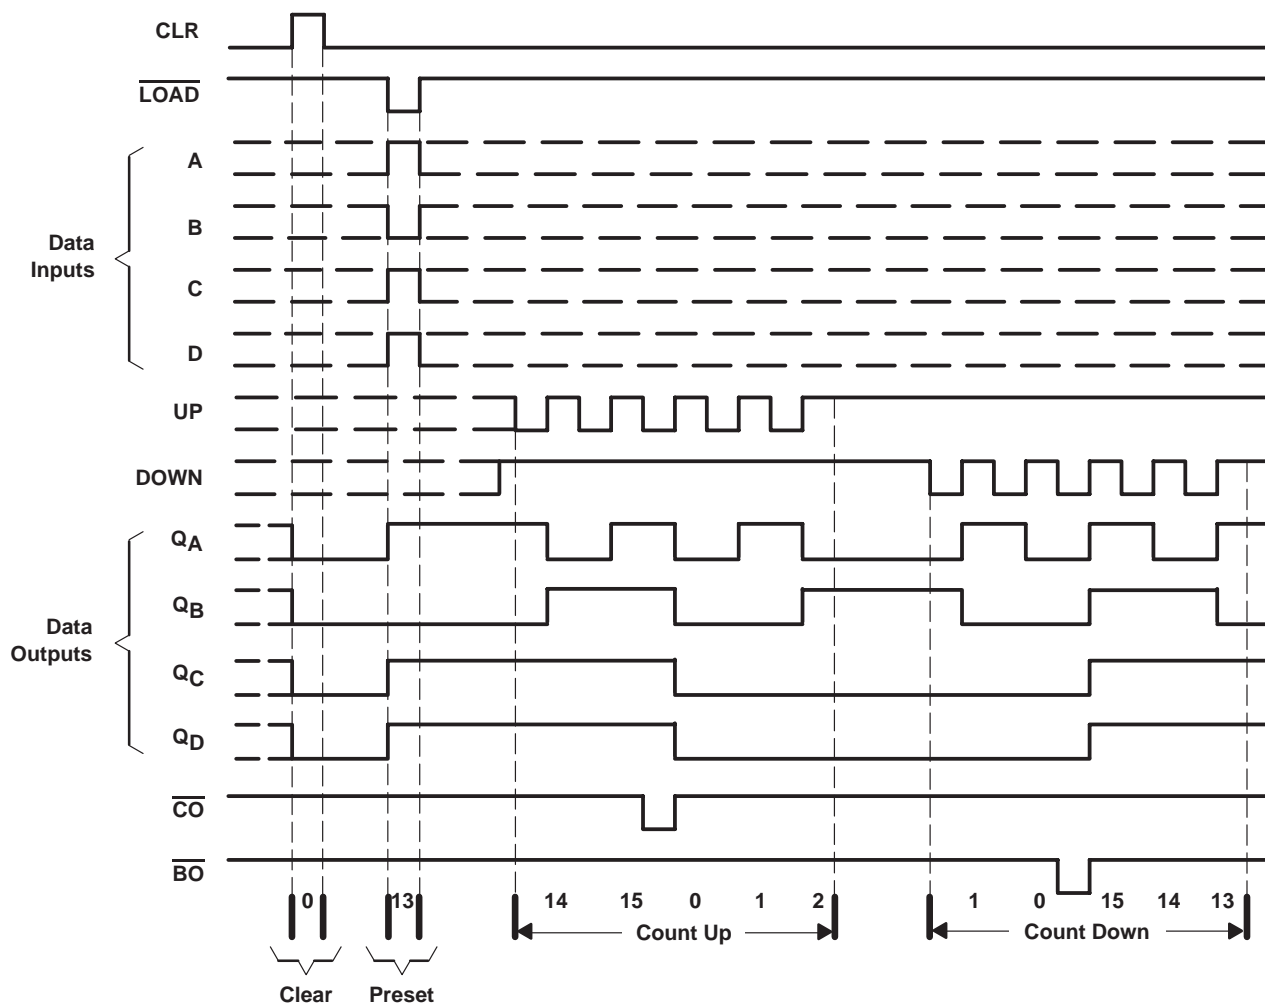 CLR
LOAD
A
B
Data
Inputs
C
D
UP
DOWN
QA
QB
Data
Outputs
QC
QD
CO
BO
0 13 14 15 0 1 2 1 0 15 14 13
Count Up Count Down
Clear Preset